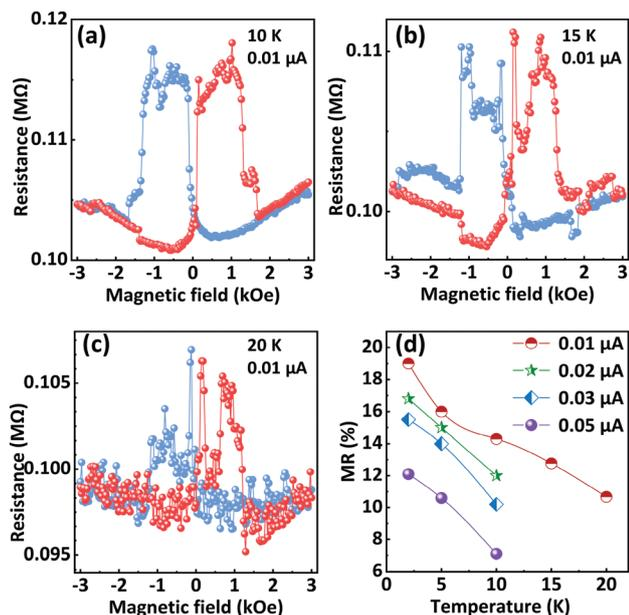 (a)
10 K
0.01 μA
0.12
0.11
0.10
Resistance (MΩ)
-3 -2 -1 0 1 2 3
Magnetic field (kOe)
(b)
15 K
0.01 μA
0.11
0.10
Resistance (MΩ)
-3 -2 -1 0 1 2 3
Magnetic field (kOe)
(c)
20 K
0.01 μA
0.105
0.100
0.095
Resistance (MΩ)
-3 -2 -1 0 1 2 3
Magnetic field (kOe)
(d)
0.01 μA
0.02 μA
0.03 μA
0.05 μA
20
18
16
14
12
10
8
6
MR (%)
0 5 10 15 20
Temperature (K)